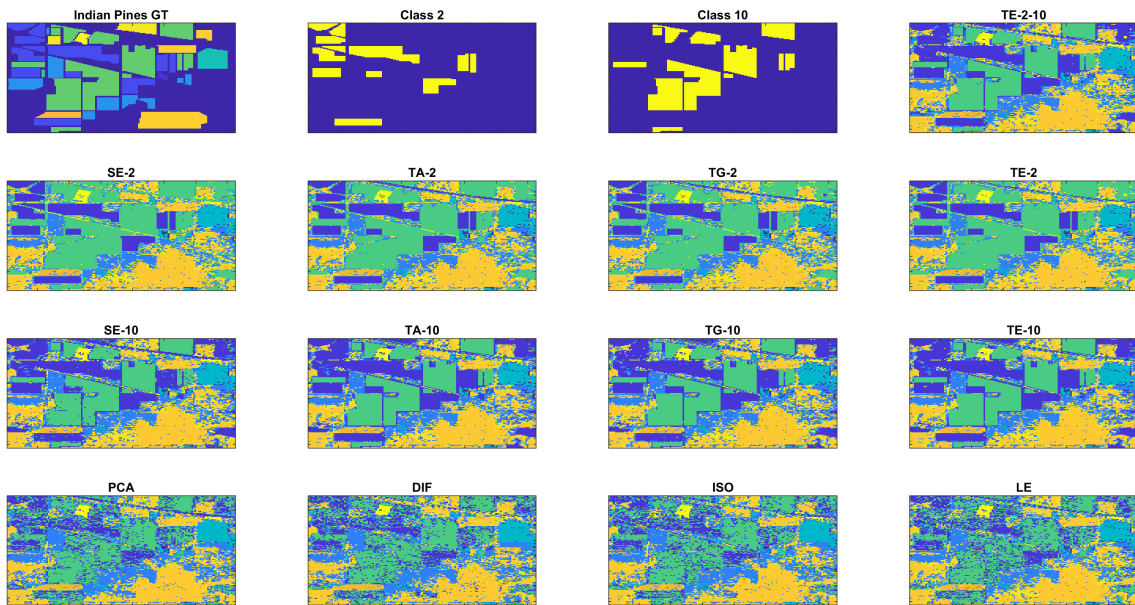 Indian Pines GT
Class 2
Class 10
TE-2-10
SE-2
TA-2
TG-2
TE-2
SE-10
TA-10
TG-10
TE-10
PCA
DIF
ISO
LE